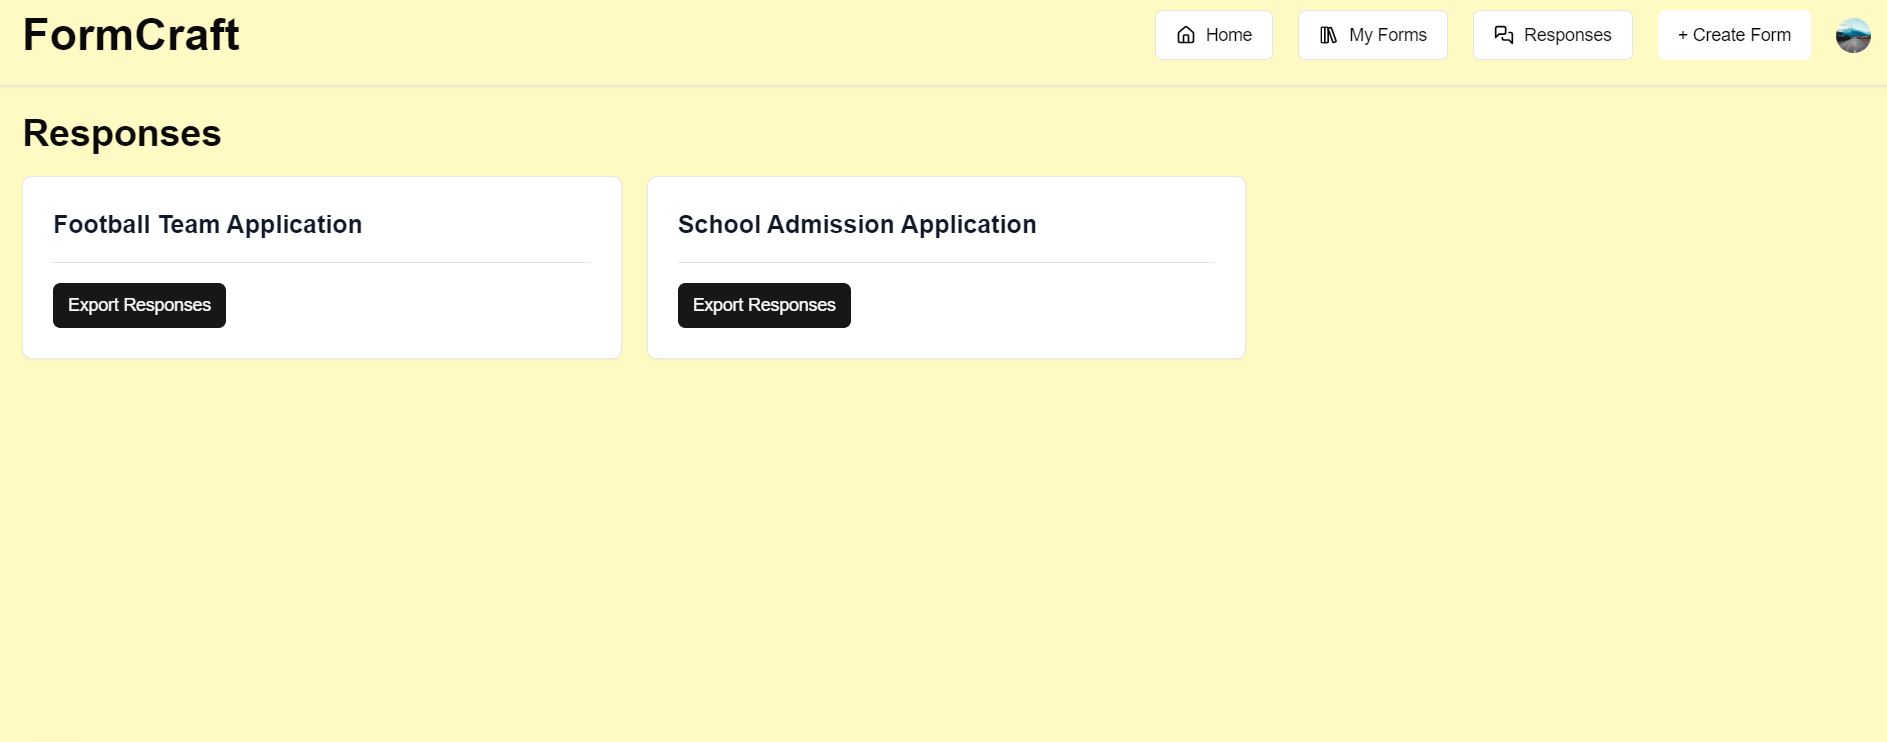 FormCraft
Home
My Forms
Responses
+ Create Form
Responses
Football Team Application
School Admission Application
Export Responses
Export Responses